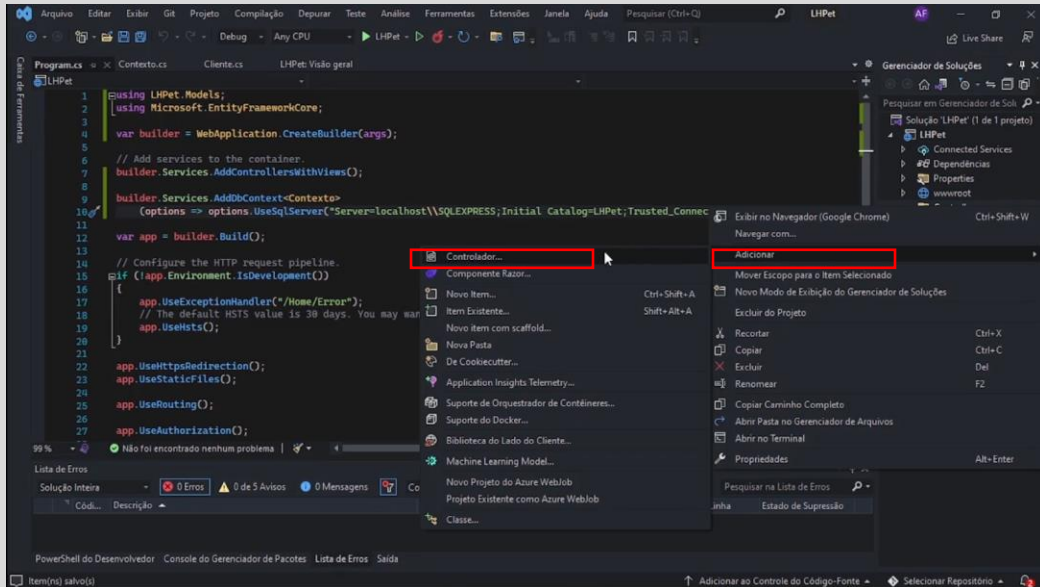 Arquivo Editar Exibir Git Projeto Compilação Depurar Teste Análise Ferramentas Extensões Janela Ajuda Pesquisar (Ctrl+Q) LHPet AF
Debug Any CPU LHPet Live Share
Program.cs Contexto.cs Cliente.cs LHPet: Visão geral
Caixa de Ferramentas
LHPet
1 using LHPet.Models;
2 using Microsoft.EntityFrameworkCore;
3
4 var builder = WebApplication.CreateBuilder(args);
5
6 // Add services to the container.
7 builder.Services.AddControllersWithViews();
8
9 builder.Services.AddDbContext<Contexto>
10 (options => options.UseSqlServer("Server=localhost\\SQLEXPRESS;Initial Catalog=LHPet;Trusted_Connec
11
12 var app = builder.Build();
13
14 // Configure the HTTP request pipeline.
15 if (!app.Environment.IsDevelopment())
16 {
17 app.UseExceptionHandler("/Home/Error");
18 // The default HSTS value is 30 days. You may wan
19 app.UseHsts();
20 }
21
22 app.UseHttpsRedirection();
23 app.UseStaticFiles();
24
25 app.UseRouting();
26
27 app.UseAuthorization();
99 % Não foi encontrado nenhum problema
Gerenciador de Soluções
Pesquisar em Gerenciador de Solu
Solução 'LHPet' (1 de 1 projeto)
LHPet
Connected Services
Dependências
Properties
wwwroot
Exibir no Navegador (Google Chrome) Ctrl+Shift+W
Navegar com...
Adicionar
Mover Escopo para o Item Selecionado
Novo Modo de Exibição do Gerenciador de Soluções
Excluir do Projeto
Recortar Ctrl+X
Copiar Ctrl+C
Excluir Del
Renomear F2
Copiar Caminho Completo
Abrir Pasta no Gerenciador de Arquivos
Abrir no Terminal
Propriedades Alt+Enter
Controlador...
Componente Razor...
Novo Item... Ctrl+Shift+A
Item Existente... Shift+Alt+A
Novo item com scaffold...
Nova Pasta
De Cookiecutter...
Application Insights Telemetry...
Suporte de Orquestrador de Contêineres...
Suporte do Docker...
Biblioteca do Lado do Cliente...
Machine Learning Model...
Novo Projeto do Azure WebJob
Projeto Existente como Azure WebJob
Classe...
Lista de Erros
Solução Inteira 0 Erros 0 de 5 Avisos 0 Mensagens Co Pesquisar na Lista de Erros
Códi... Descrição inha Estado de Supressão
PowerShell do Desenvolvedor Console do Gerenciador de Pacotes Lista de Erros Saída
Item(ns) salvo(s) Adicionar ao Controle do Código-Fonte Selecionar Repositório 2